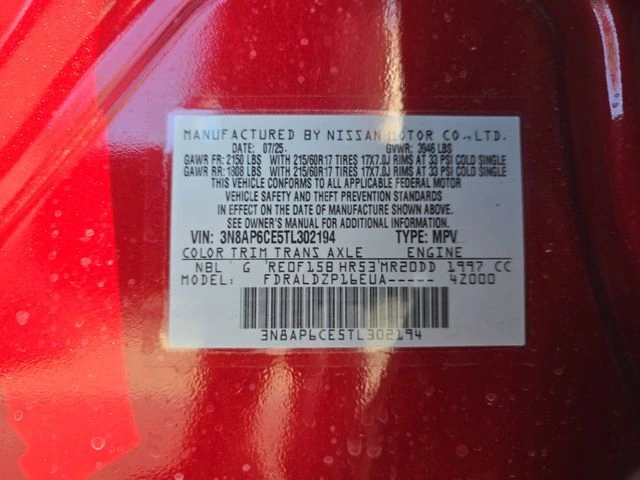 MANUFACTURED BY NISSAN MOTOR CO.,LTD.
DATE: 07/25 GVWR: 3946 LBS
GAWR FR: 2150 LBS WITH 215/60R17 TIRES 17X7.0J RIMS AT 33 PSI COLD SINGLE
GAWR RR: 1808 LBS WITH 215/60R17 TIRES 17X7.0J RIMS AT 33 PSI COLD SINGLE
THIS VEHICLE CONFORMS TO ALL APPLICABLE FEDERAL MOTOR
VEHICLE SAFETY AND THEFT PREVENTION STANDARDS
IN EFFECT ON THE DATE OF MANUFACTURE SHOWN ABOVE.
SEE OWNER'S MANUAL FOR ADDITIONAL INFORMATION.
VIN: 3N8AP6CE5TL302194 TYPE: MPV
COLOR TRIM TRANS AXLE ENGINE
NBL G RE0F15B HR53 MR20DD 1997 CC
MODEL: FDRALDZP16EUA----- 4Z000
3N8AP6CE5TL302194